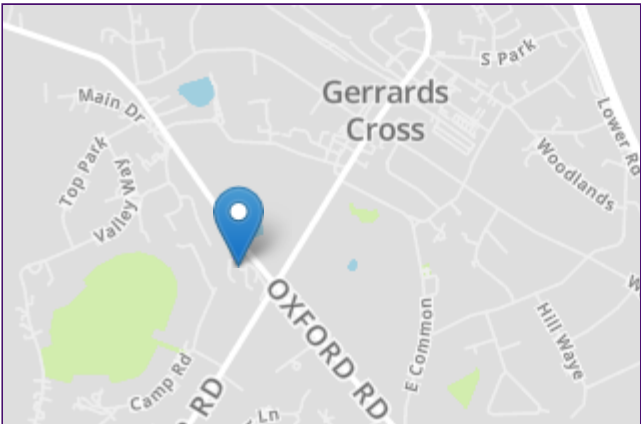 S Park
Gerrards
Cross
Main Dr
Lower Rd
Top Park
Valley Way
Woodlands
OXFORD RD
E Common
Hill Waye
Camp Rd
RD
Ln
W